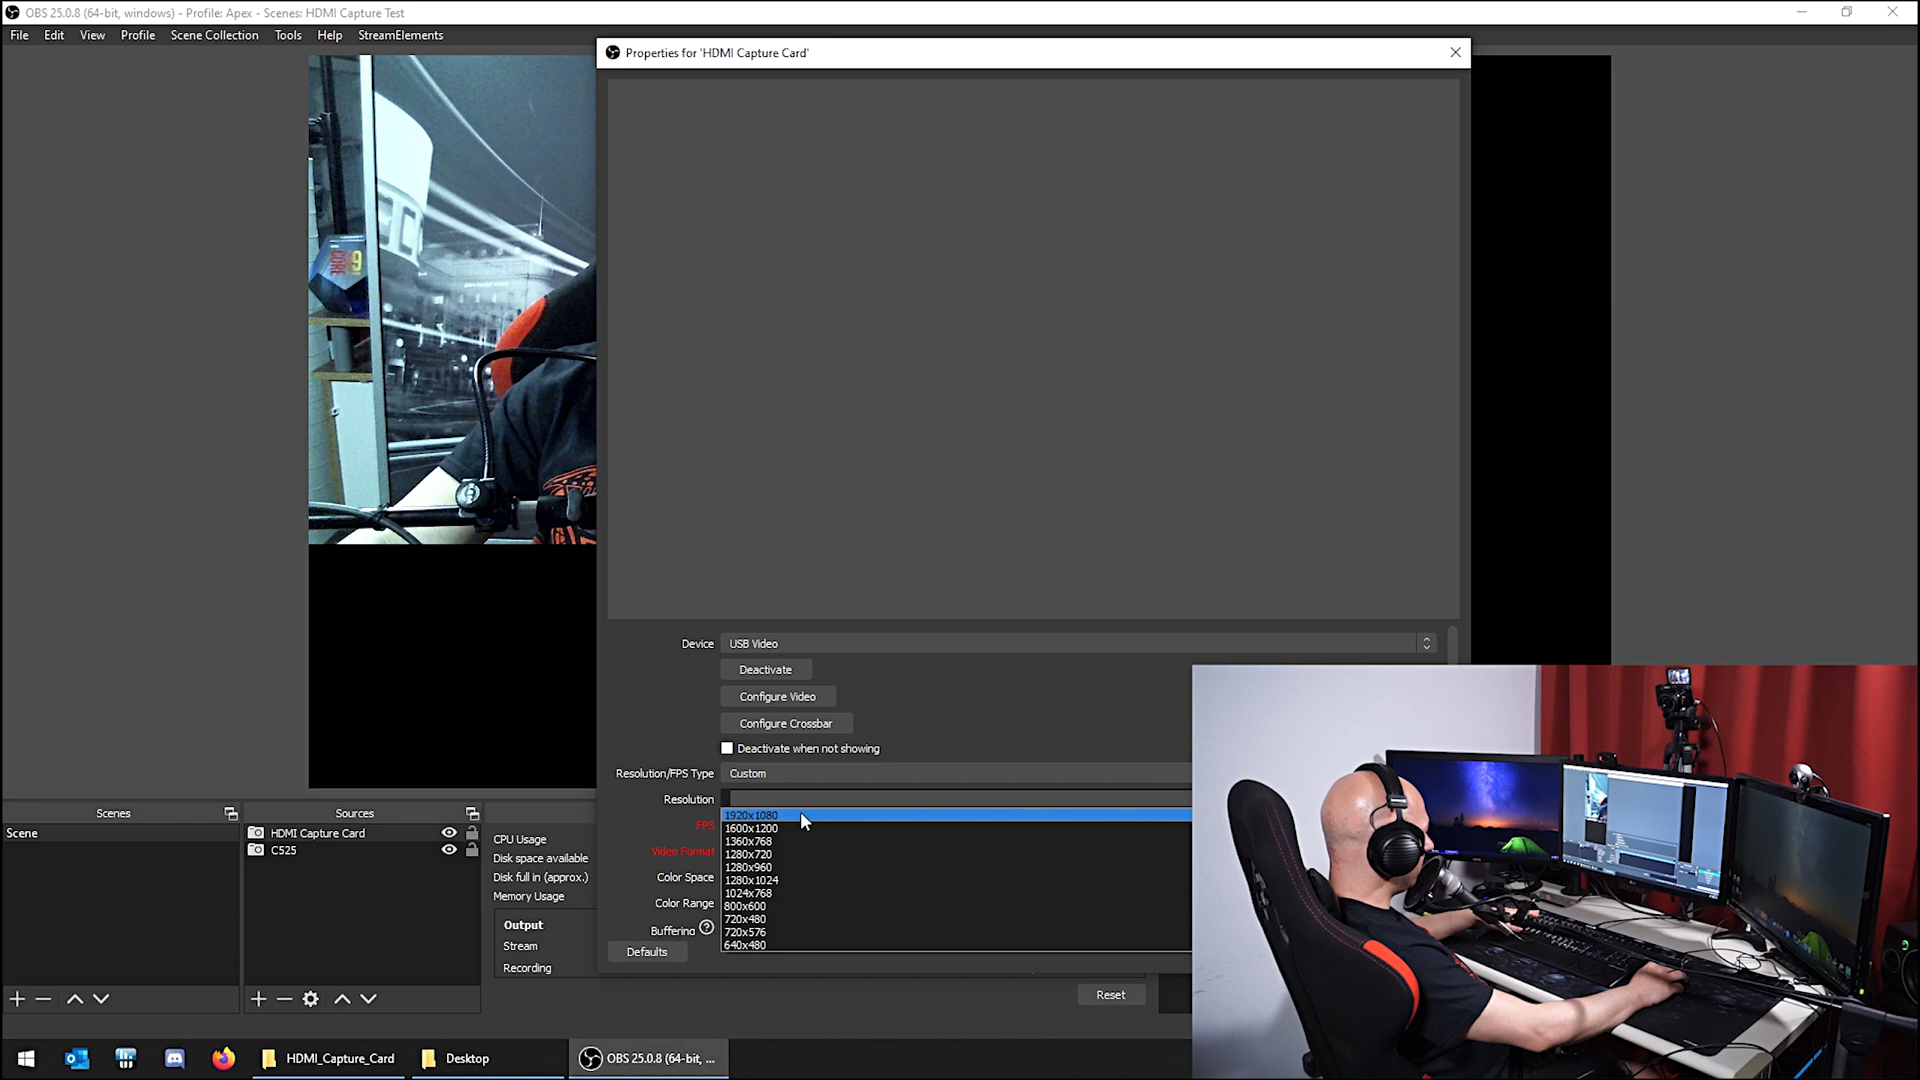 OBS 25.0.8 (64-bit, windows) - Profile: Apex - Scenes: HDMI Capture Test
File Edit View Profile Scene Collection Tools Help StreamElements
Properties for 'HDMI Capture Card'
CORE
i9
Device USB Video
Deactivate
Configure Video
Configure Crossbar
Deactivate when not showing
Resolution/FPS Type Custom
Resolution
1920x1080
FPS
1600x1200
1360x768
Video Format
1280x720
1280x960
Color Space
1280x1024
1024x768
Color Range
800x600
720x480
Buffering ?
720x576
640x480
Defaults
Reset
Scenes
Scene
Sources
HDMI Capture Card
C525
CPU Usage
Disk space available
Disk full in (approx.)
Memory Usage
Output
Stream
Recording
HDMI_Capture_Card
Desktop
OBS 25.0.8 (64-bit, ...